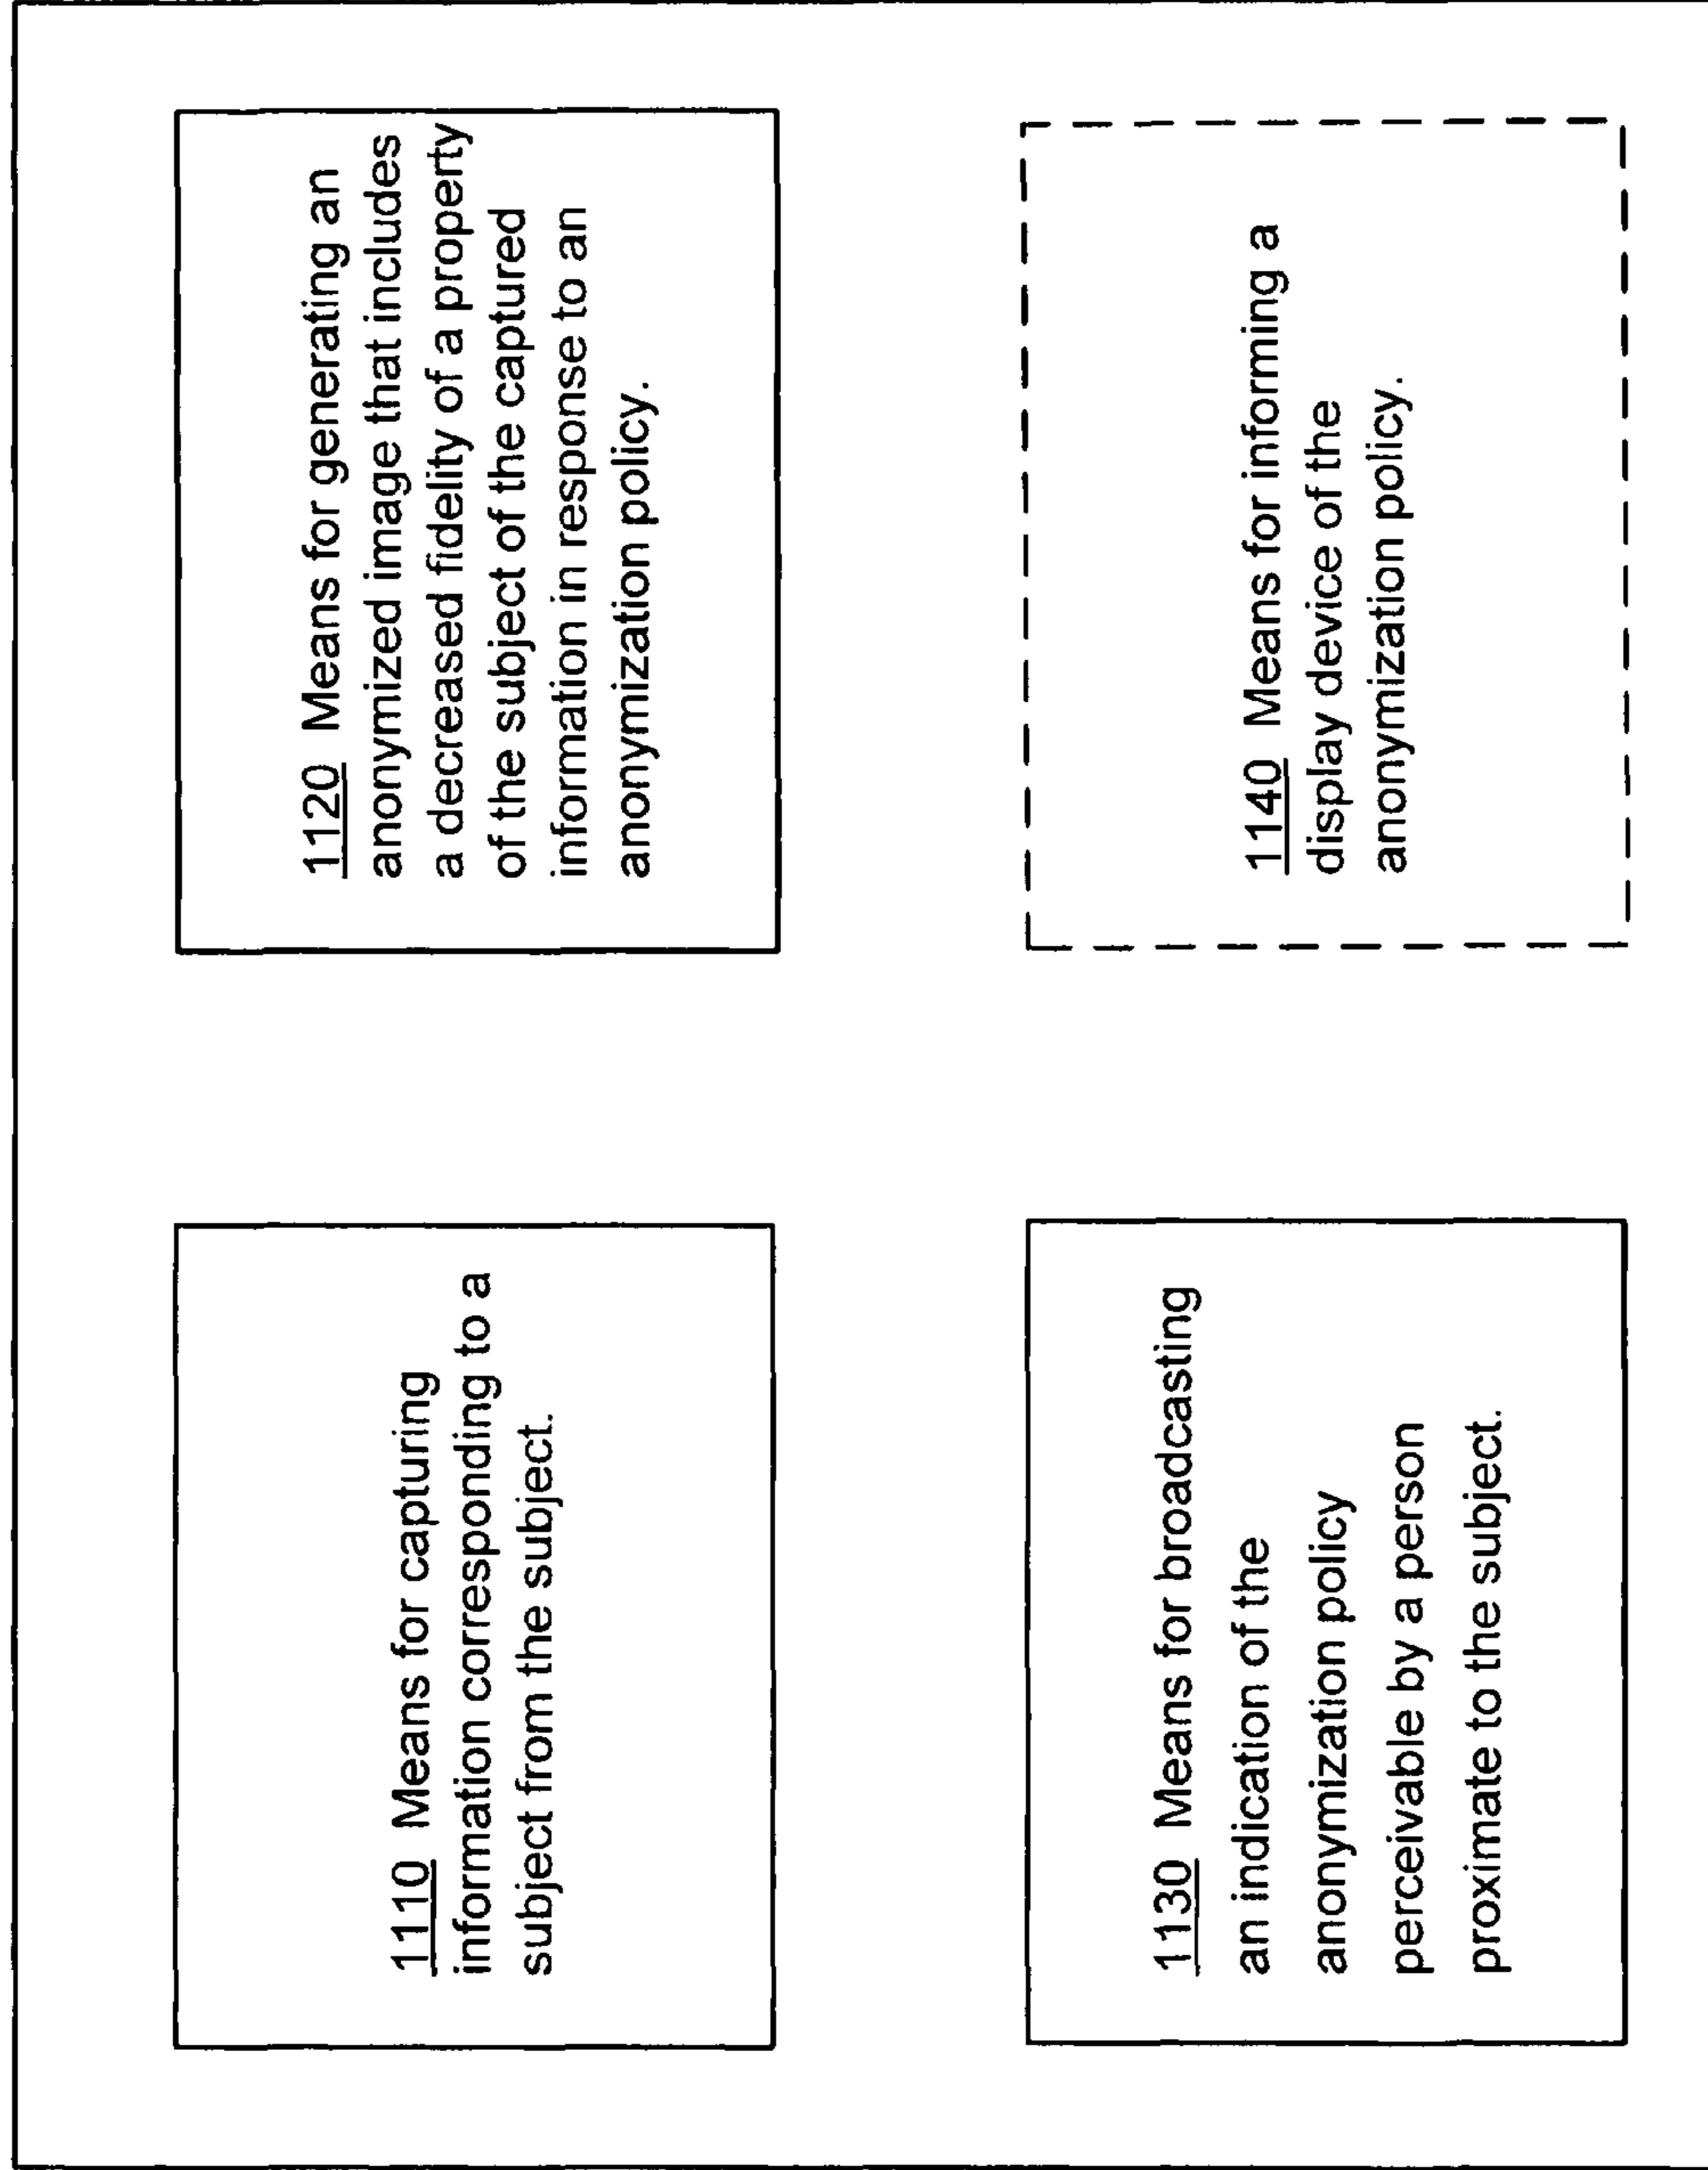 1110 Means for capturing
information corresponding to a
subject from the subject.
1120 Means for generating an
anonymized image that includes
a decreased fidelity of a property
of the subject of the captured
information in response to an
anonymization policy.
1130 Means for broadcasting
an indication of the
anonymization policy
perceivable by a person
proximate to the subject.
1140 Means for informing a
display device of the
anonymization policy.